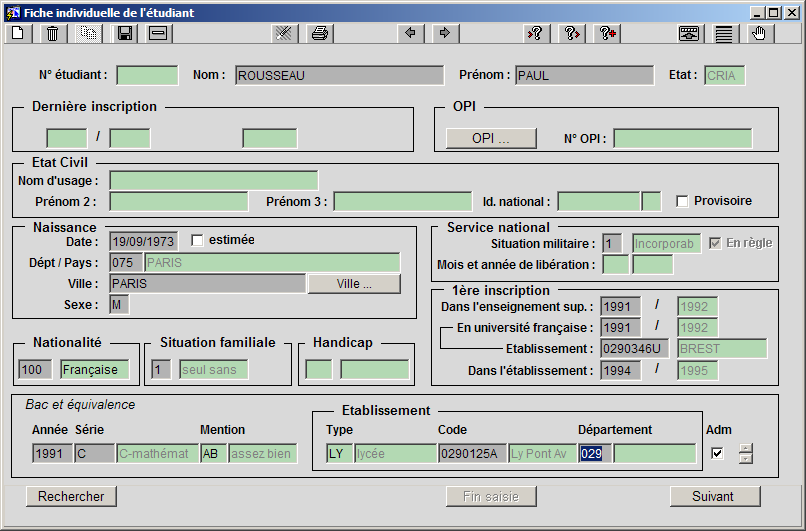 Fiche individuelle de l'étudiant
N° étudiant : Nom : ROUSSEAU Prénom : PAUL Etat : CRIA
Dernière inscription OPI
/ OPI ... N° OPI :
Etat Civil
Nom d'usage :
Prénom 2 : Prénom 3 : Id. national : Provisoire
Naissance Service national
Date : 19/09/1973 estimée Situation militaire : 1 Incorporab En règle
Dépt / Pays : 075 PARIS Mois et année de libération :
Ville : PARIS Ville ... 1ère inscription
Sexe : M Dans l'enseignement sup. : 1991 / 1992
En université française : 1991 / 1992
Nationalité Situation familiale Handicap Etablissement : 0290346U BREST
100 Française 1 seul sans Dans l'établissement : 1994 / 1995
Bac et équivalence Etablissement
Année Série Mention Type Code Département Adm
1991 C C-mathémat AB assez bien LY lycée 0290125A Ly Pont Av 029
Rechercher Fin saisie Suivant